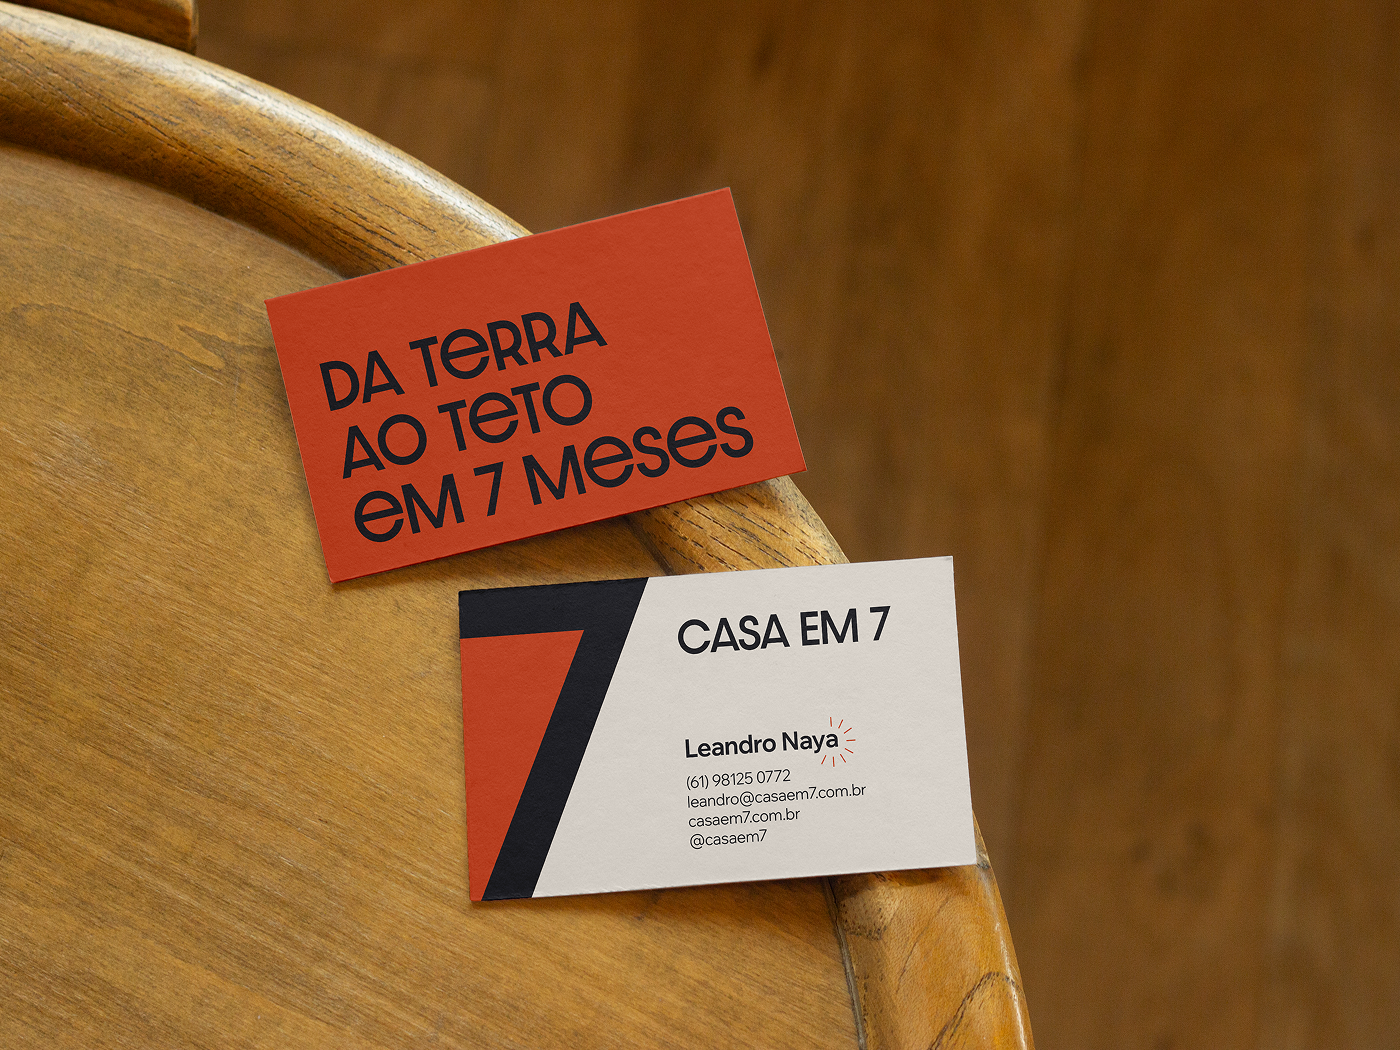 DA TeRRA
AO TeTO
eM 7 MeSeS
CASA EM 7
Leandro Naya
(61) 98125 0772
leandro@casaem7.com.br
casaem7.com.br
@casaem7